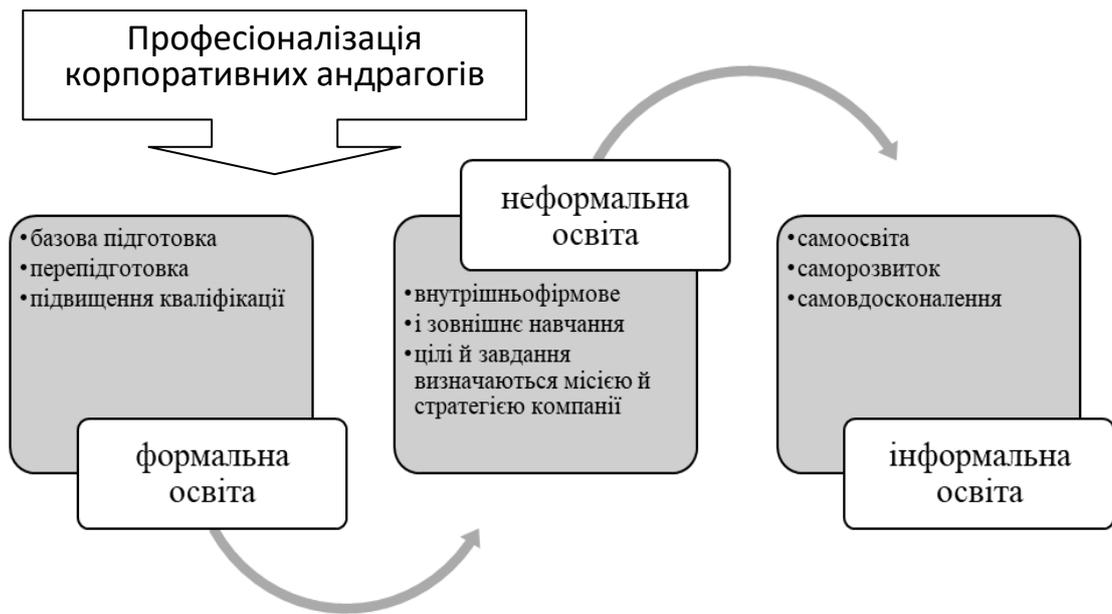 Професіоналізація
корпоративних андрагогів
•базова підготовка
•перепідготовка
•підвищення кваліфікації
формальна
освіта
неформальна
освіта
•внутрішньофірмове
•і зовнішнє навчання
•цілі й завдання
визначаються місією й
стратегією компанії
•самоосвіта
•саморозвиток
•самовдосконалення
інформальна
освіта